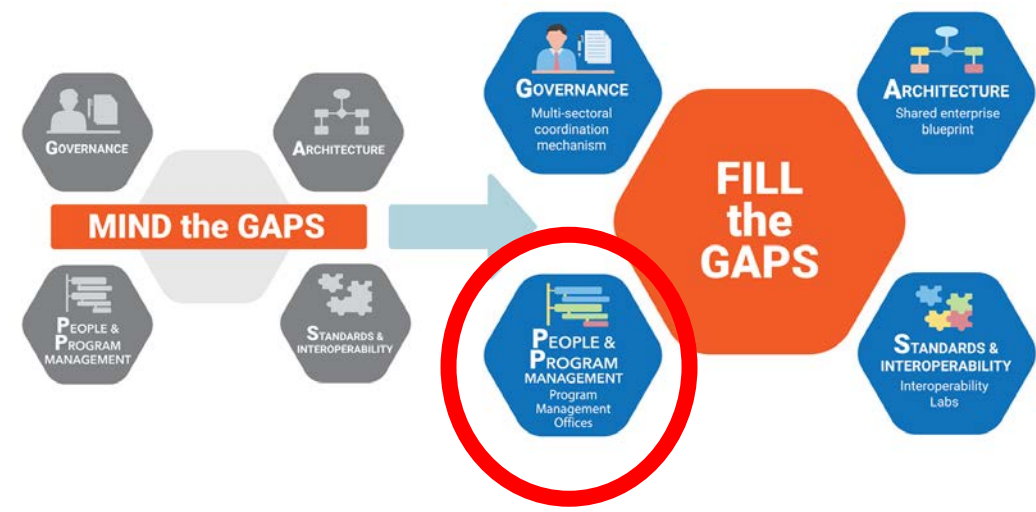 GOVERNANCE
ARCHITECTURE
MIND the GAPS
PEOPLE &
PROGRAM
MANAGEMENT
STANDARDS &
INTEROPERABILITY
GOVERNANCE
Multi-sectoral
coordination
mechanism
ARCHITECTURE
Shared enterprise
blueprint
FILL
the
GAPS
PEOPLE &
PROGRAM
MANAGEMENT
Program
Management
Offices
STANDARDS &
INTEROPERABILITY
Interoperability
Labs